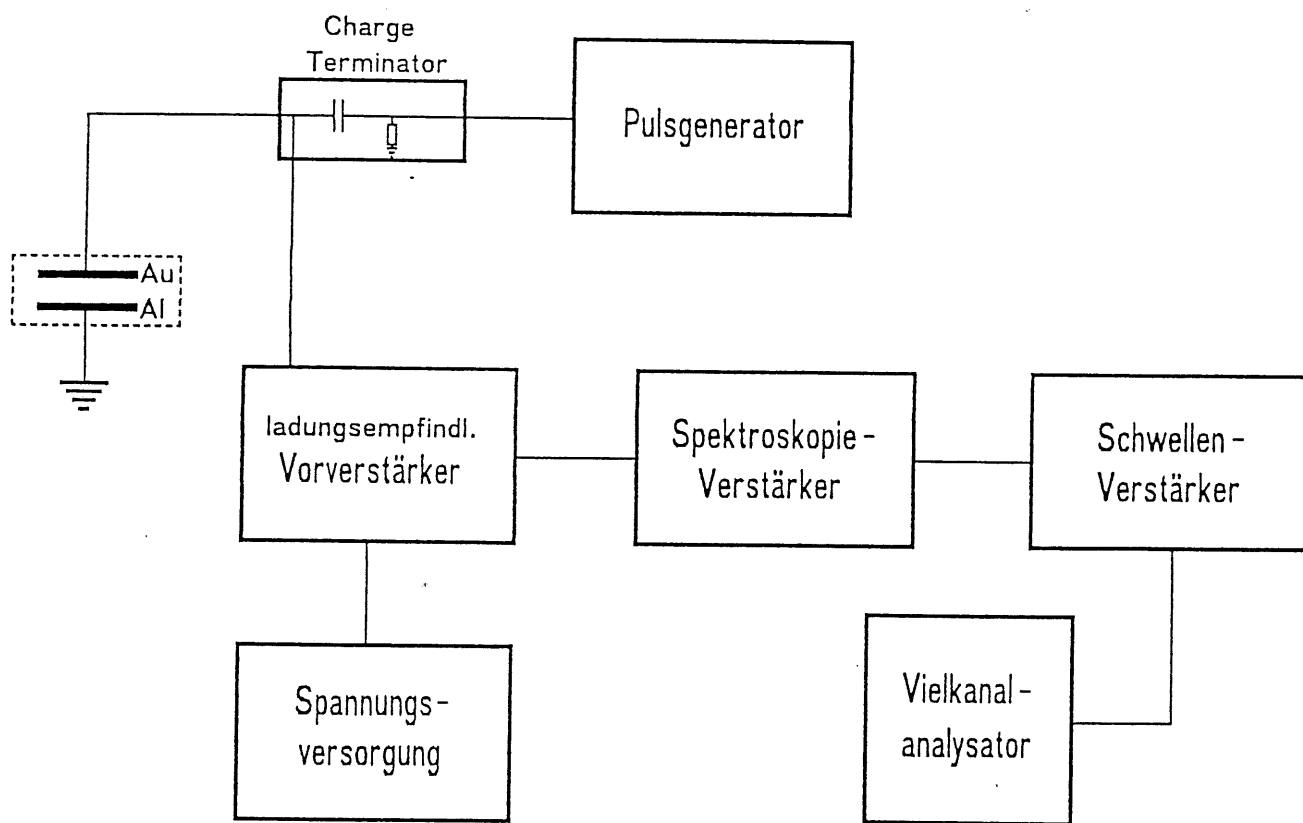 Charge
Terminator
Pulsgenerator
Au
Al
ladungsempfindl.
Vorverstärker
Spektroskopie-
Verstärker
Schwellen-
Verstärker
Spannungs-
versorgung
Vielkanal-
analysator